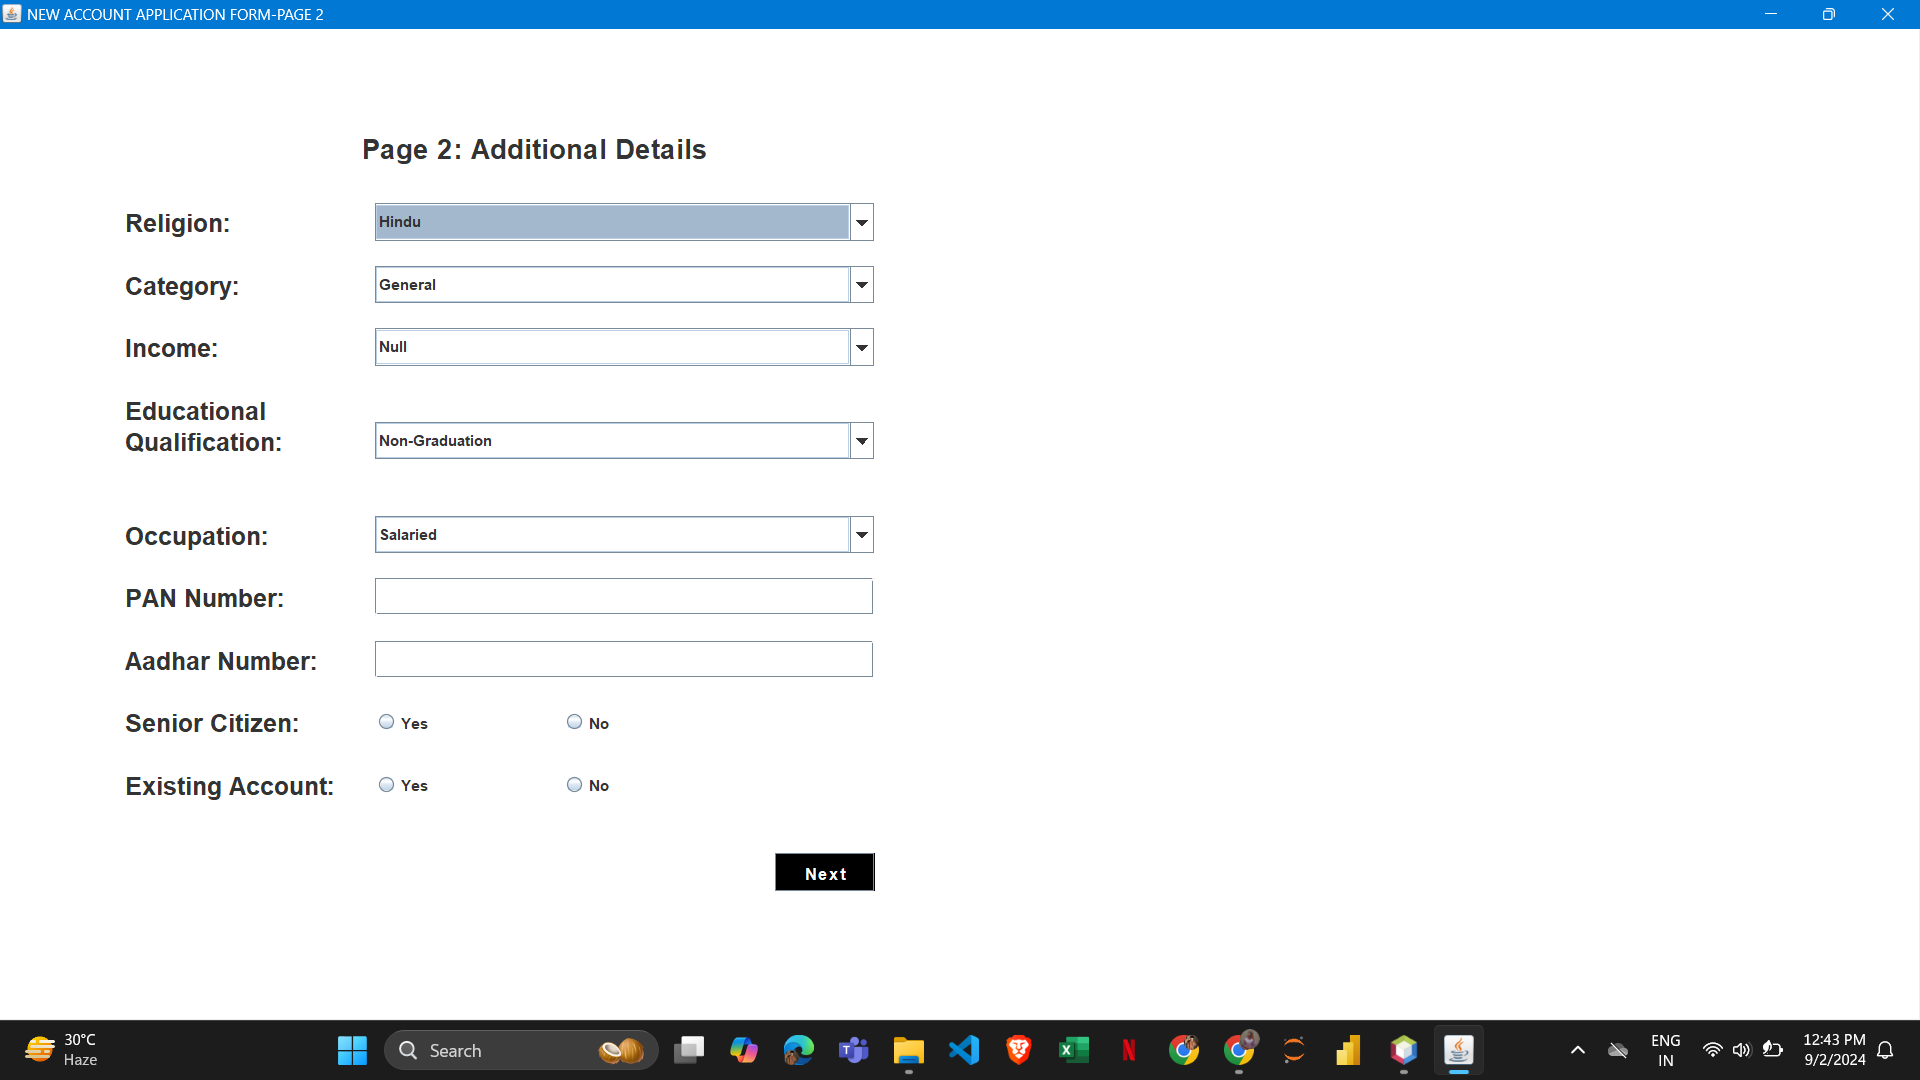 NEW ACCOUNT APPLICATION FORM-PAGE 2
Page 2: Additional Details
Religion: Hindu
Category: General
Income: Null
Educational
Qualification: Non-Graduation
Occupation: Salaried
PAN Number:
Aadhar Number:
Senior Citizen: Yes No
Existing Account: Yes No
Next
30°C
Haze
Search
ENG
IN
12:43 PM
9/2/2024